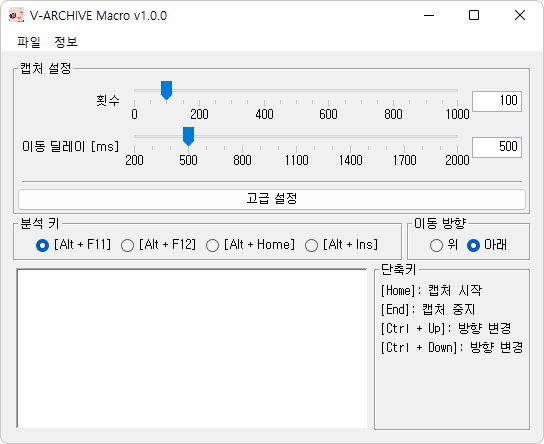 V-ARCHIVE Macro v1.0.0
파일 정보
캡처 설정
횟수 100
0 200 400 600 800 1000
이동 딜레이 [ms] 500
200 500 800 1100 1400 1700 2000
고급 설정
분석 키
[Alt + F11] [Alt + F12] [Alt + Home] [Alt + Ins]
이동 방향
위 아래
단축키
[Home]: 캡처 시작
[End]: 캡처 중지
[Ctrl + Up]: 방향 변경
[Ctrl + Down]: 방향 변경